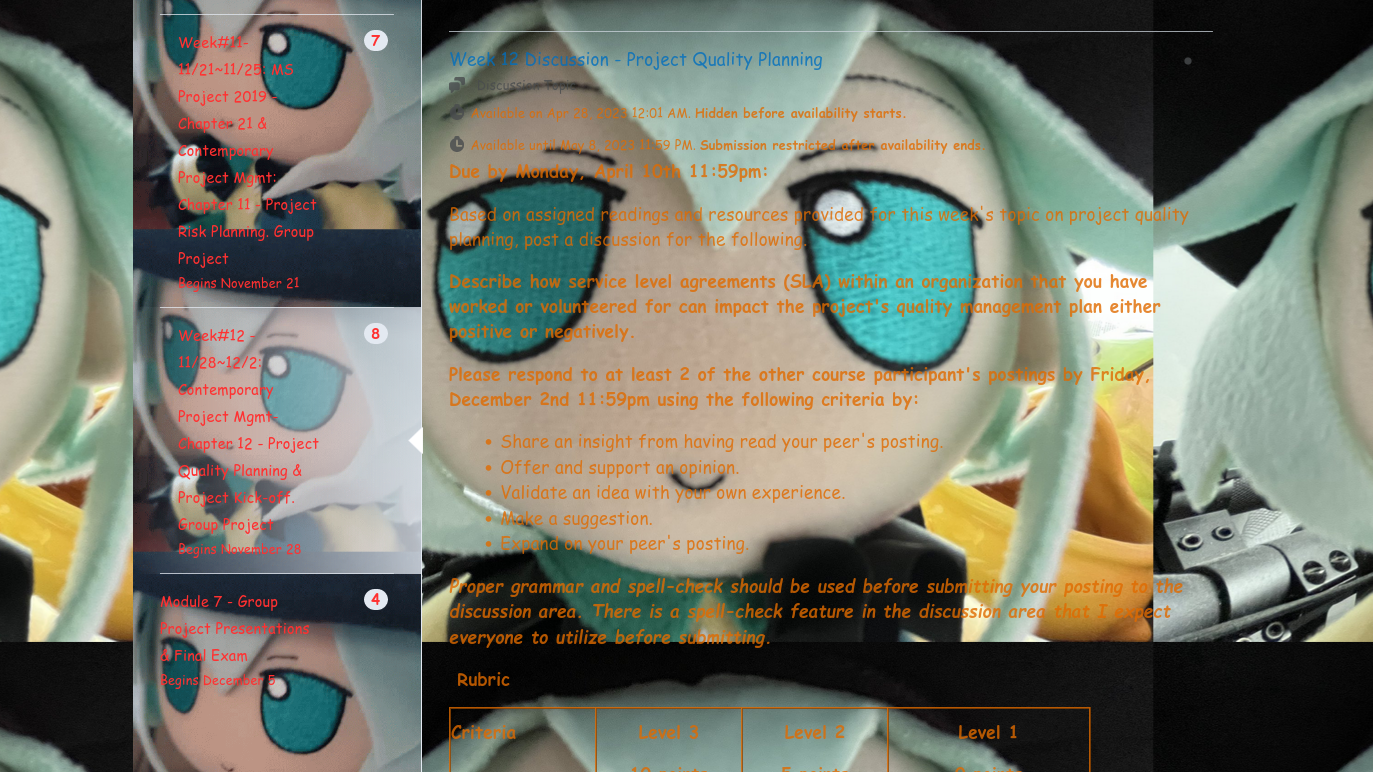 Week#11-
11/21~11/25: MS
Project 2019 -
Chapter 21 &
Contemporary
Project Mgmt:
Chapter 11 - Project
Risk Planning. Group
Project
Begins November 21
7
Week#12 -
11/28~12/2:
Contemporary
Project Mgmt-
Chapter 12 - Project
Quality Planning &
Project Kick-off.
Group Project
Begins November 28
8
Module 7 - Group
Project Presentations
& Final Exam
Begins December 5
4
Week 12 Discussion - Project Quality Planning
Discussion Topic
Available on Apr 12:01 AM. Hidden before availability starts.
Available until May 8, 11:59 PM. Submission restricted after availability ends.
Due by Monday, April 10th 11:59pm:
Based on assigned readings and resources provided for this week's topic on project quality
planning, post a discussion for the following.
Describe how service level agreements (SLA) within an organization that you have
worked or volunteered for can impact the project's quality management plan either
positive or negatively.
Please respond to at least 2 of the other course participant's postings by Friday,
December 2nd 11:59pm using the following criteria by:
• Share an insight from having read your peer's posting.
• Offer and support an opinion.
• Validate an idea with your own experience.
• Make a suggestion.
• Expand on your peer's posting.
Proper grammar and spell-check should be used before submitting your posting to the
discussion area. There is a spell-check feature in the discussion area that I expect
everyone to utilize before submitting.
Rubric
Criteria Level 3 Level 2 Level 1